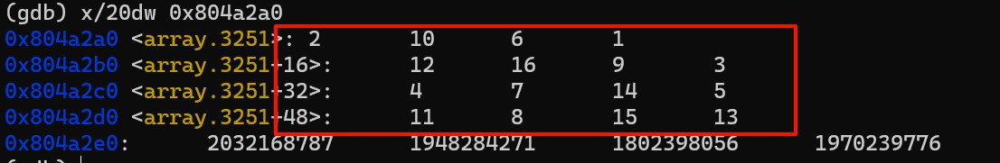 (gdb) x/20dw 0x804a2a0
0x804a2a0 <array.3251>: 2 10 6 1
0x804a2b0 <array.3251+16>: 12 16 9 3
0x804a2c0 <array.3251+32>: 4 7 14 5
0x804a2d0 <array.3251+48>: 11 8 15 13
0x804a2e0: 2032168787 1948284271 1802398056 1970239776